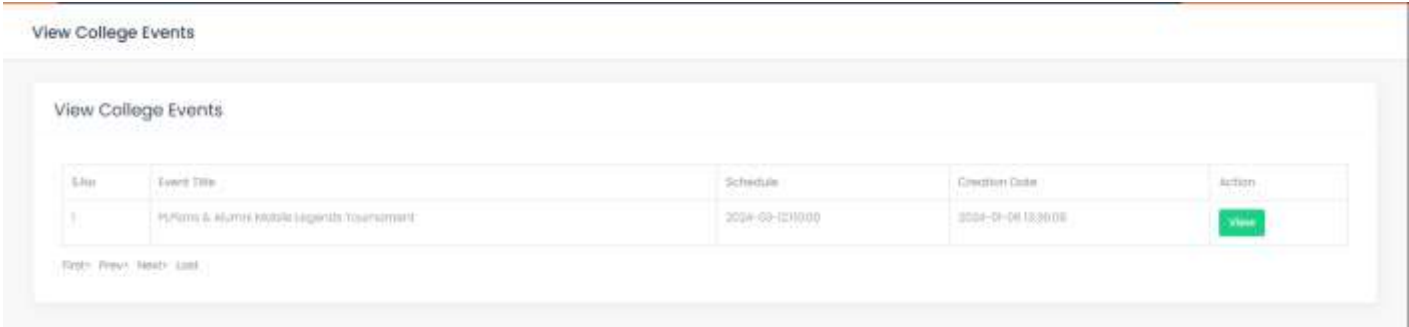 View College Events
View College Events
S.No Event Title Schedule Creation Date Action
1 & Alumni Mobile Legends Tournament View
First> Prev> Next> Last